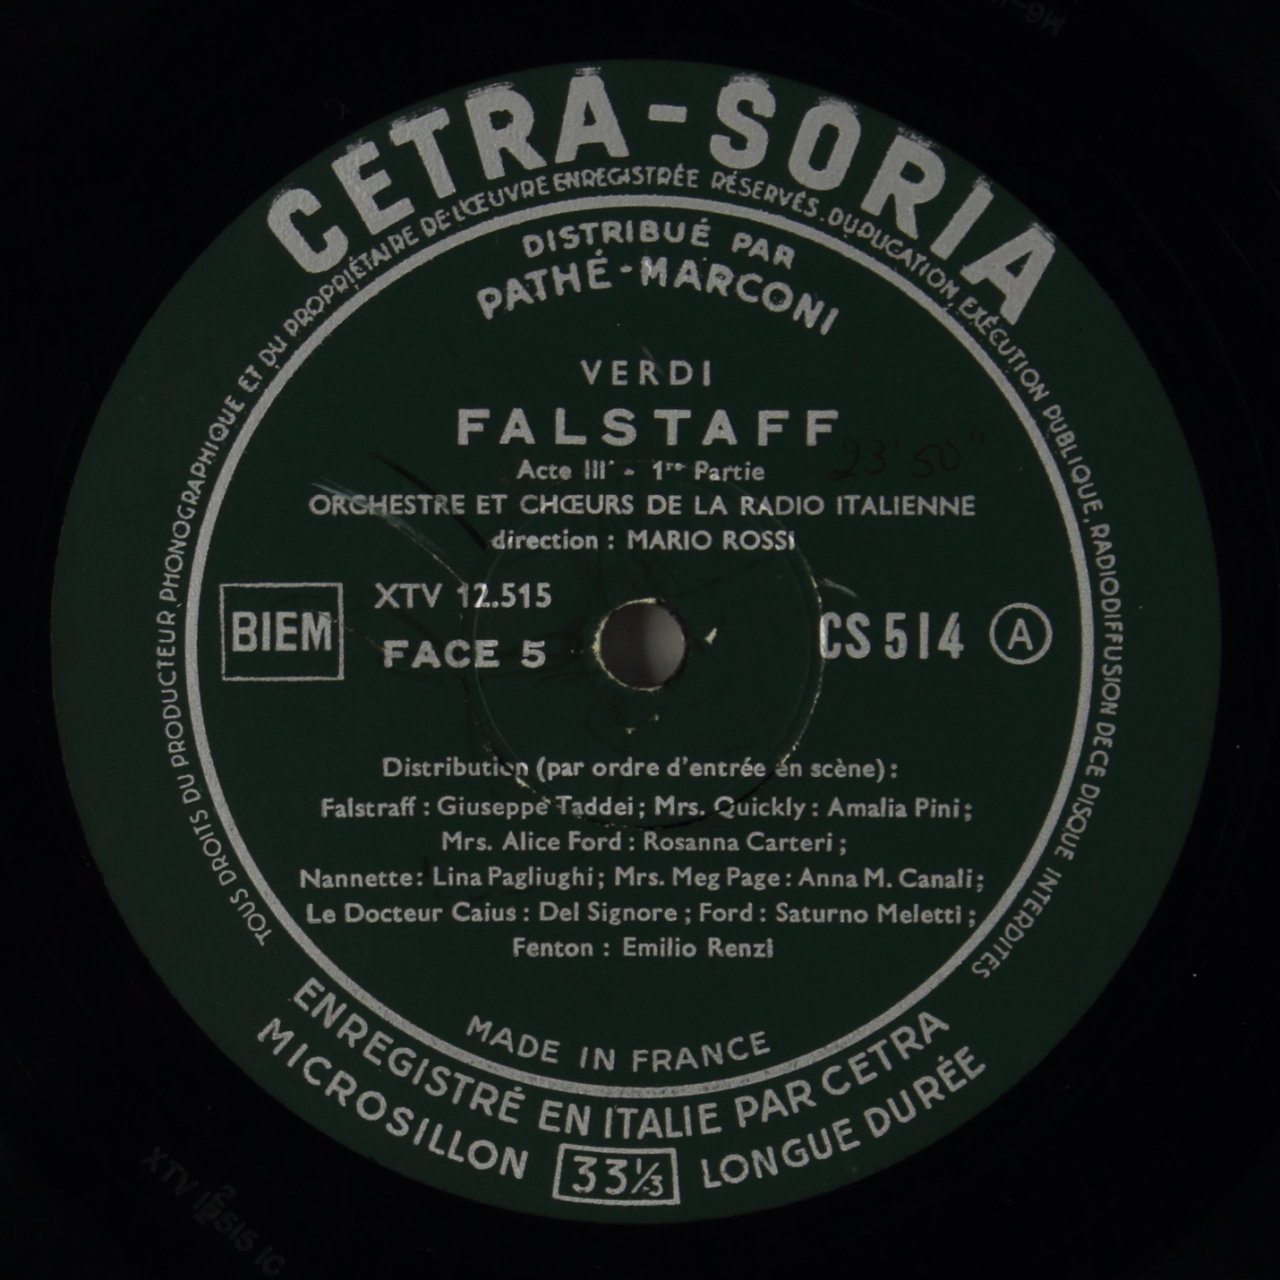 CETRA-SORIA
TOUS DROITS DU PRODUCTEUR PHONOGRAPHIQUE ET DU PROPRIÉTAIRE DE L'ŒUVRE ENREGISTRÉE RÉSERVÉS. DUPLICATION, EXÉCUTION PUBLIQUE, RADIODIFFUSION DE CE DISQUE INTERDITES
DISTRIBUÉ PAR
PATHÉ-MARCONI
VERDI
FALSTAFF
23'50"
Acte III - 1re Partie
ORCHESTRE ET CHŒURS DE LA RADIO ITALIENNE
direction : MARIO ROSSI
BIEM
XTV 12.515
FACE 5
CS 514 A
Distribution (par ordre d'entrée en scène) :
Falstraff : Giuseppe Taddei ; Mrs. Quickly : Amalia Pini ;
Mrs. Alice Ford : Rosanna Carteri ;
Nannette : Lina Pagliughi ; Mrs. Meg Page : Anna M. Canali ;
Le Docteur Caius : Del Signore ; Ford : Saturno Meletti ;
Fenton : Emilio Renzi
MADE IN FRANCE
ENREGISTRÉ EN ITALIE PAR CETRA
MICROSILLON 33 1/3 LONGUE DURÉE